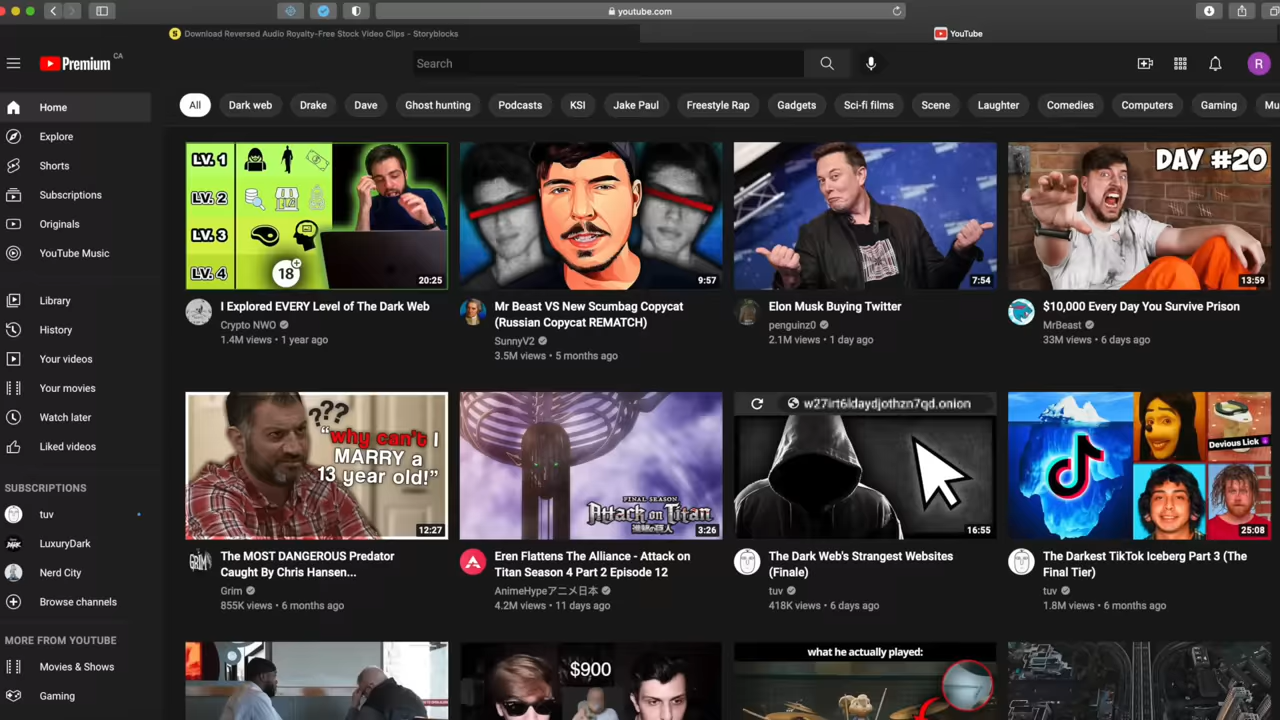 youtube.com
Download Reversed Audio Royalty-Free Stock Video Clips - Storyblocks
YouTube
Premium CA
Search
R
All Dark web Drake Dave Ghost hunting Podcasts KSI Jake Paul Freestyle Rap Gadgets Sci-fi films Scene Laughter Comedies Computers Gaming Mu
Home
Explore
Shorts
Subscriptions
Originals
YouTube Music
Library
History
Your videos
Your movies
Watch later
Liked videos
SUBSCRIPTIONS
tuv
LuxuryDark
Nerd City
Browse channels
MORE FROM YOUTUBE
Movies & Shows
Gaming
LV. 1
LV. 2
LV. 3
LV. 4
18+
20:25
I Explored EVERY Level of The Dark Web
Crypto NWO
1.4M views • 1 year ago
9:57
Mr Beast VS New Scumbag Copycat
(Russian Copycat REMATCH)
SunnyV2
3.5M views • 5 months ago
7:54
Elon Musk Buying Twitter
penguinz0
2.1M views • 1 day ago
DAY #20
13:59
$10,000 Every Day You Survive Prison
MrBeast
33M views • 6 days ago
???
"why can't I
MARRY a
13 year old!"
12:27
GRIM
The MOST DANGEROUS Predator
Caught By Chris Hansen...
Grim
855K views • 6 months ago
FINAL SEASON
Attack on Titan
進撃の巨人
3:26
Eren Flattens The Alliance - Attack on
Titan Season 4 Part 2 Episode 12
AnimeHypeアニメ日本
4.2M views • 11 days ago
16:55
The Dark Web's Strangest Websites
(Finale)
tuv
418K views • 6 days ago
Devious Lick
25:08
The Darkest TikTok Iceberg Part 3 (The
Final Tier)
tuv
1.8M views • 6 months ago
$900
what he actually played: